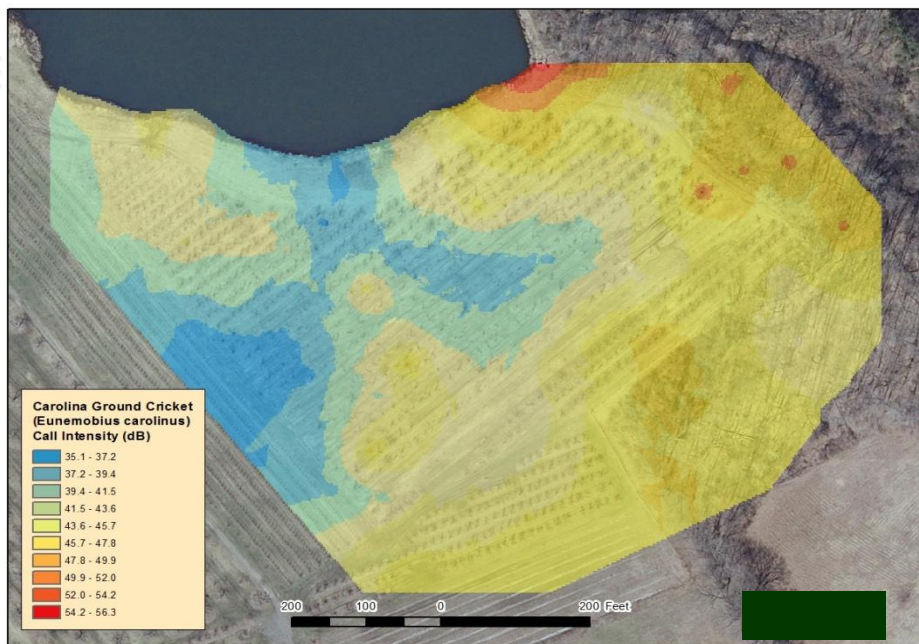 Carolina Ground Cricket
(Eunemobius carolinus)
Call Intensity (dB)
35.1 - 37.2
37.2 - 39.4
39.4 - 41.5
41.5 - 43.6
43.6 - 45.7
45.7 - 47.8
47.8 - 49.9
49.9 - 52.0
52.0 - 54.2
54.2 - 56.3
200 100 0 200 Feet